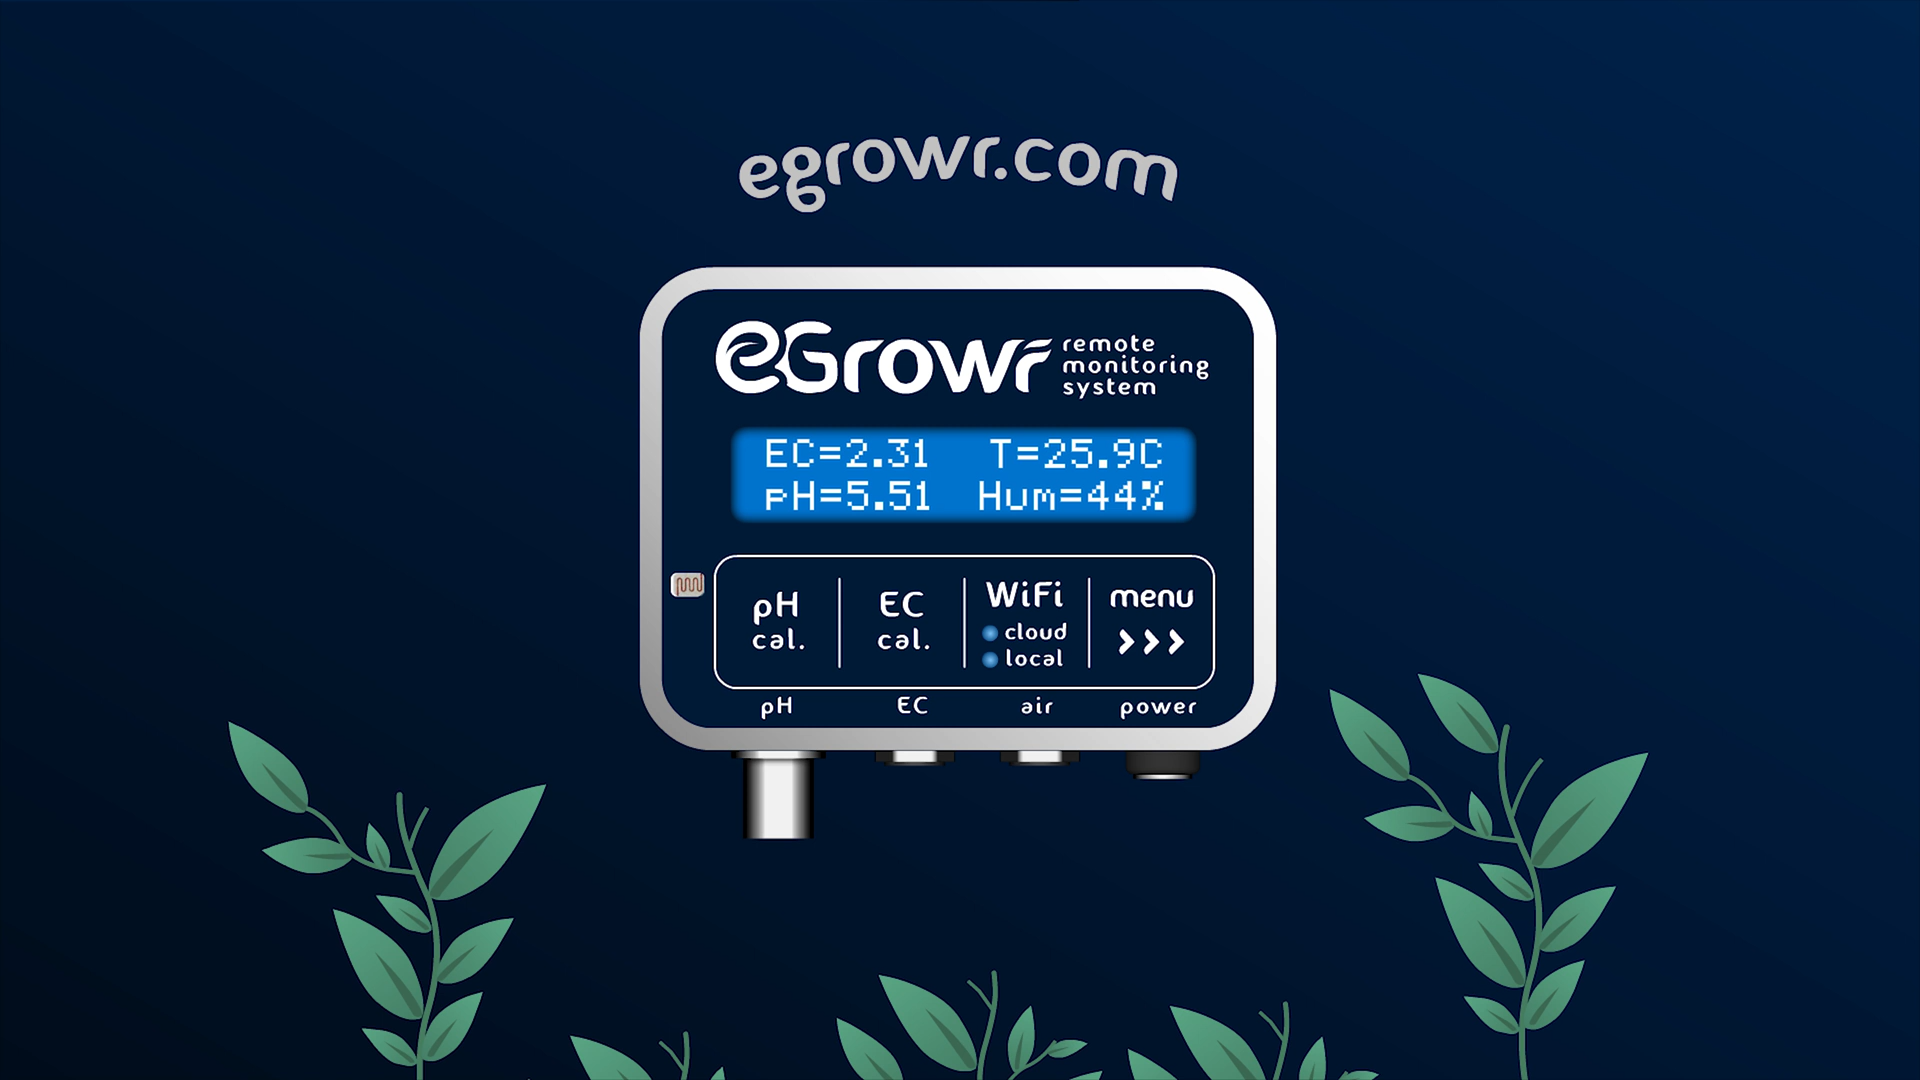 egrowr.com
eGrowr remote
monitoring
system
EC=2.31 T=25.9C
pH=5.51 Hum=44%
pH
cal.
EC
cal.
WiFi
cloud
local
menu
pH EC air power